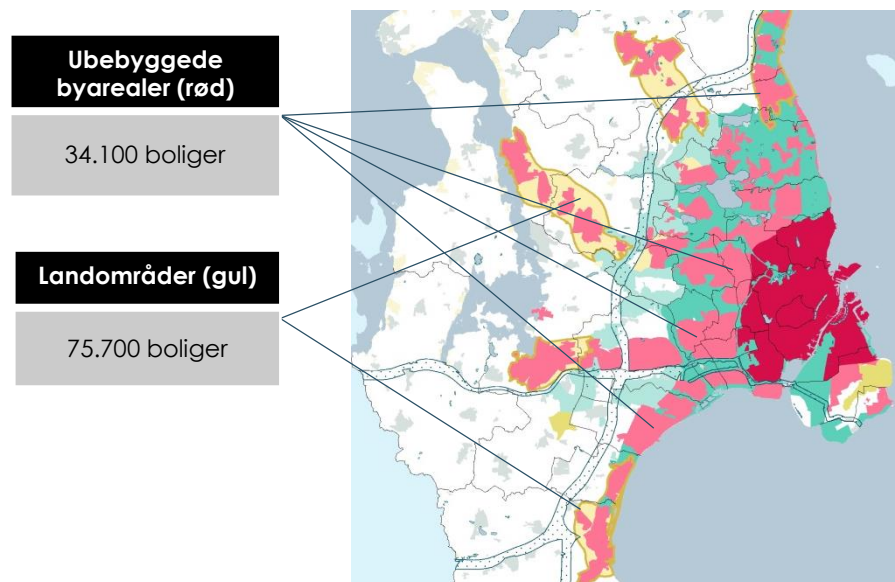 Ubebyggede
byarealer (rød)
34.100 boliger
Landområder (gul)
75.700 boliger